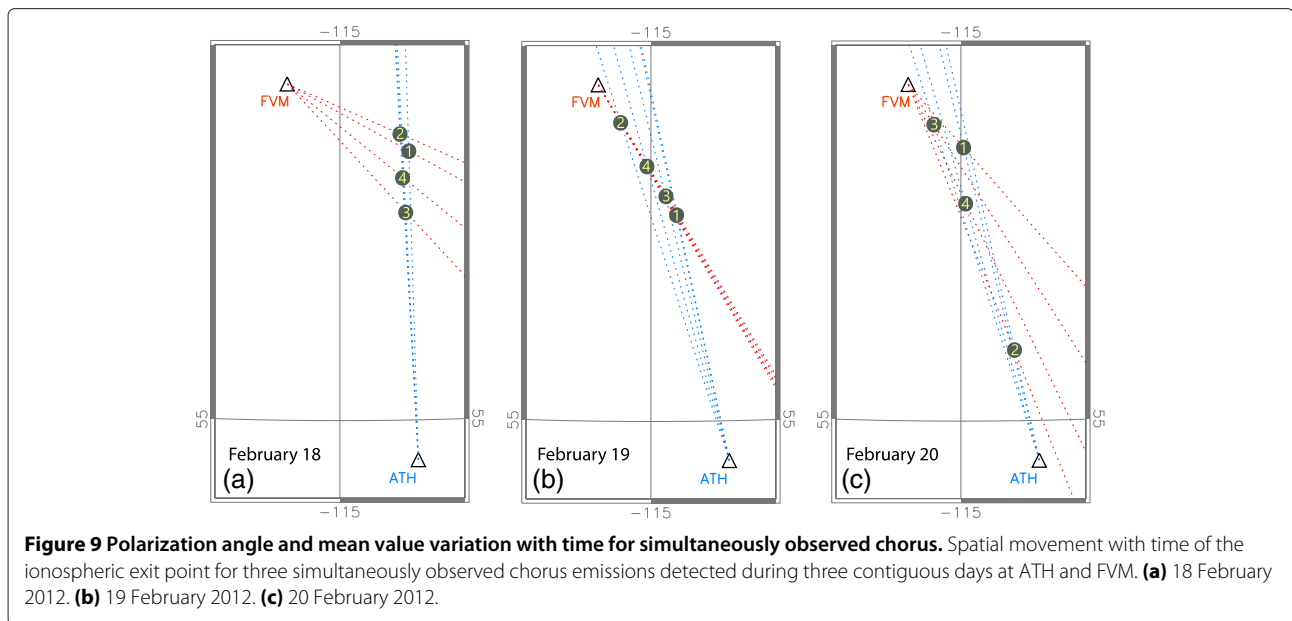 -115
-115
-115
FVM
FVM
FVM
2
1
4
3
2
4
3
1
3
1
4
2
55
55
55
55
55
55
February 18
February 19
February 20
(a)
(b)
(c)
ATH
ATH
ATH
-115
-115
-115
Figure 9 Polarization angle and mean value variation with time for simultaneously observed chorus. Spatial movement with time of the
ionospheric exit point for three simultaneously observed chorus emissions detected during three contiguous days at ATH and FVM. (a) 18 February
2012. (b) 19 February 2012. (c) 20 February 2012.